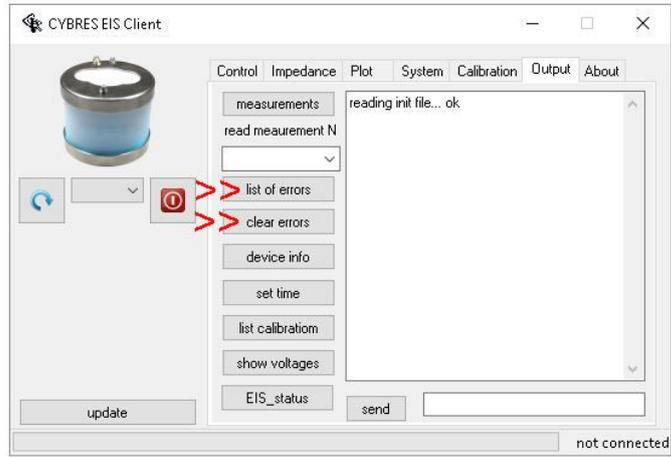 CYBRES EIS Client
Control Impedance Plot System Calibration Output About
measurements
reading init file... ok
read meaurement N
>> list of errors
>> clear errors
device info
set time
list calibratiom
show voltages
EIS_status
send
update
not connected